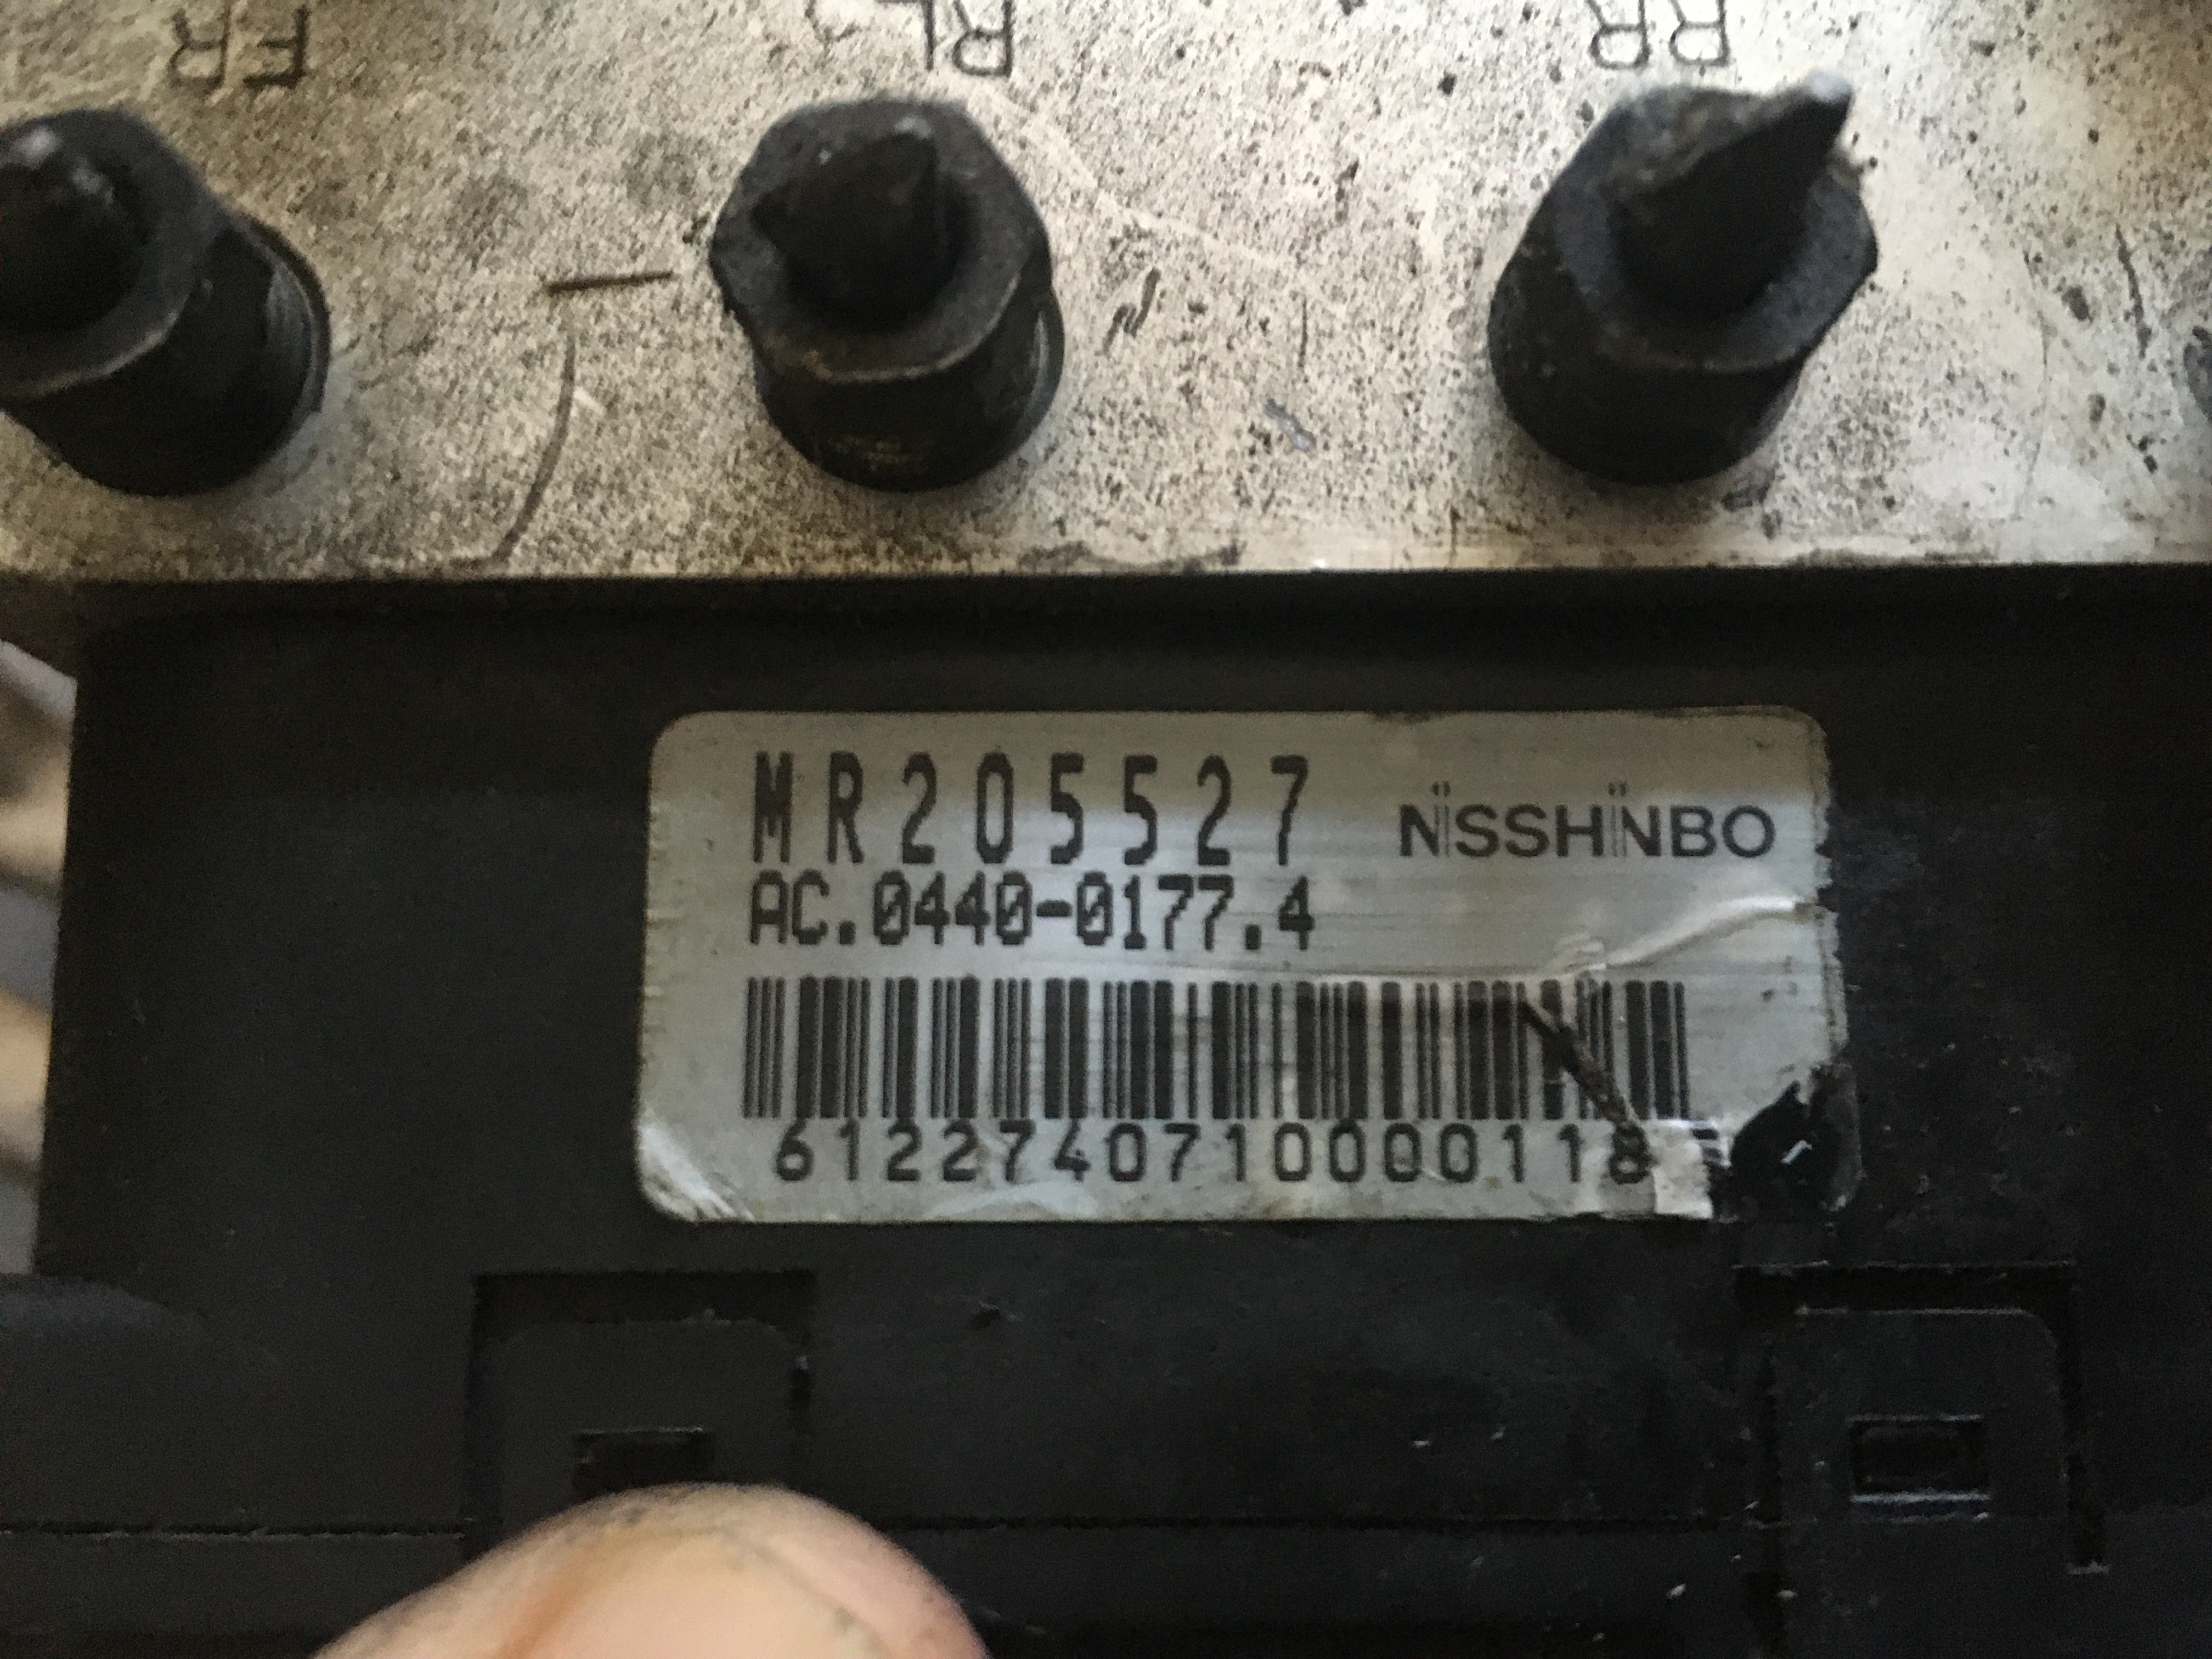 FR
RL
RR
MR205527
NISSHINBO
AC.0440-0177.4
61227407100000118